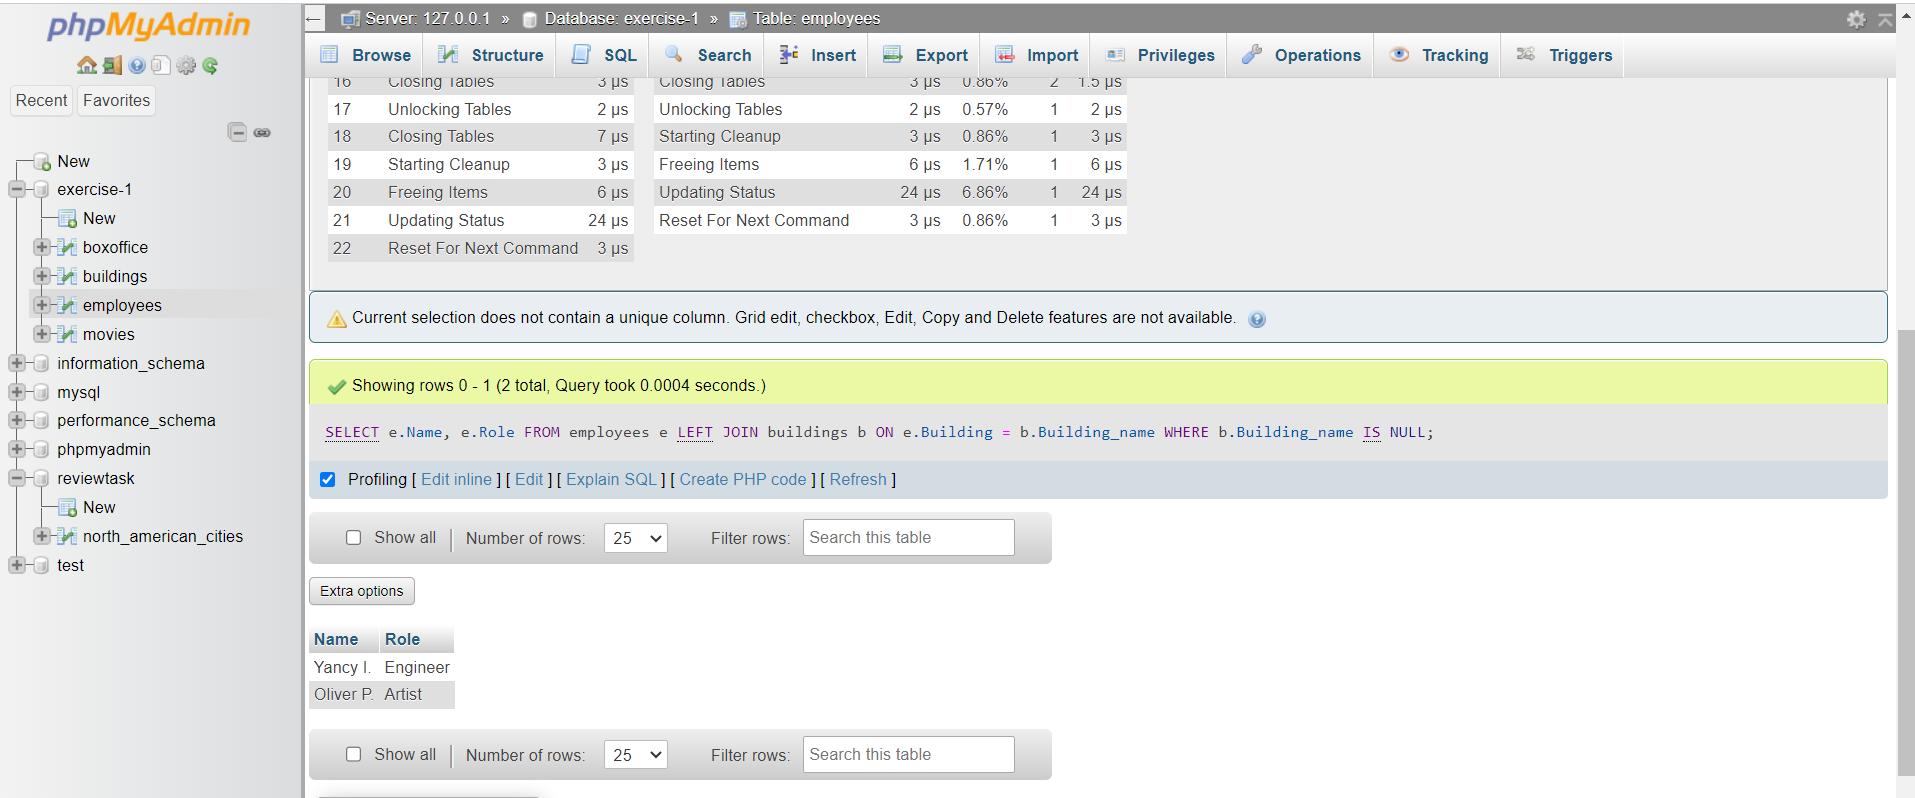 phpMyAdmin
Recent
Favorites
New
exercise-1
New
boxoffice
buildings
employees
movies
information_schema
mysql
performance_schema
phpmyadmin
reviewtask
New
north_american_cities
test
Server: 127.0.0.1 » Database: exercise-1 » Table: employees
Browse Structure SQL Search Insert Export Import Privileges Operations Tracking Triggers
16 Closing Tables 3 µs Closing Tables 3 µs 0.86% 2 1.5 µs
17 Unlocking Tables 2 µs Unlocking Tables 2 µs 0.57% 1 2 µs
18 Closing Tables 7 µs Starting Cleanup 3 µs 0.86% 1 3 µs
19 Starting Cleanup 3 µs Freeing Items 6 µs 1.71% 1 6 µs
20 Freeing Items 6 µs Updating Status 24 µs 6.86% 1 24 µs
21 Updating Status 24 µs Reset For Next Command 3 µs 0.86% 1 3 µs
22 Reset For Next Command 3 µs
Current selection does not contain a unique column. Grid edit, checkbox, Edit, Copy and Delete features are not available.
Showing rows 0 - 1 (2 total, Query took 0.0004 seconds.)
SELECT e.Name, e.Role FROM employees e LEFT JOIN buildings b ON e.Building = b.Building_name WHERE b.Building_name IS NULL;
Profiling [ Edit inline ] [ Edit ] [ Explain SQL ] [ Create PHP code ] [ Refresh ]
Show all Number of rows: 25 Filter rows: Search this table
Extra options
Name Role
Yancy I. Engineer
Oliver P. Artist
Show all Number of rows: 25 Filter rows: Search this table